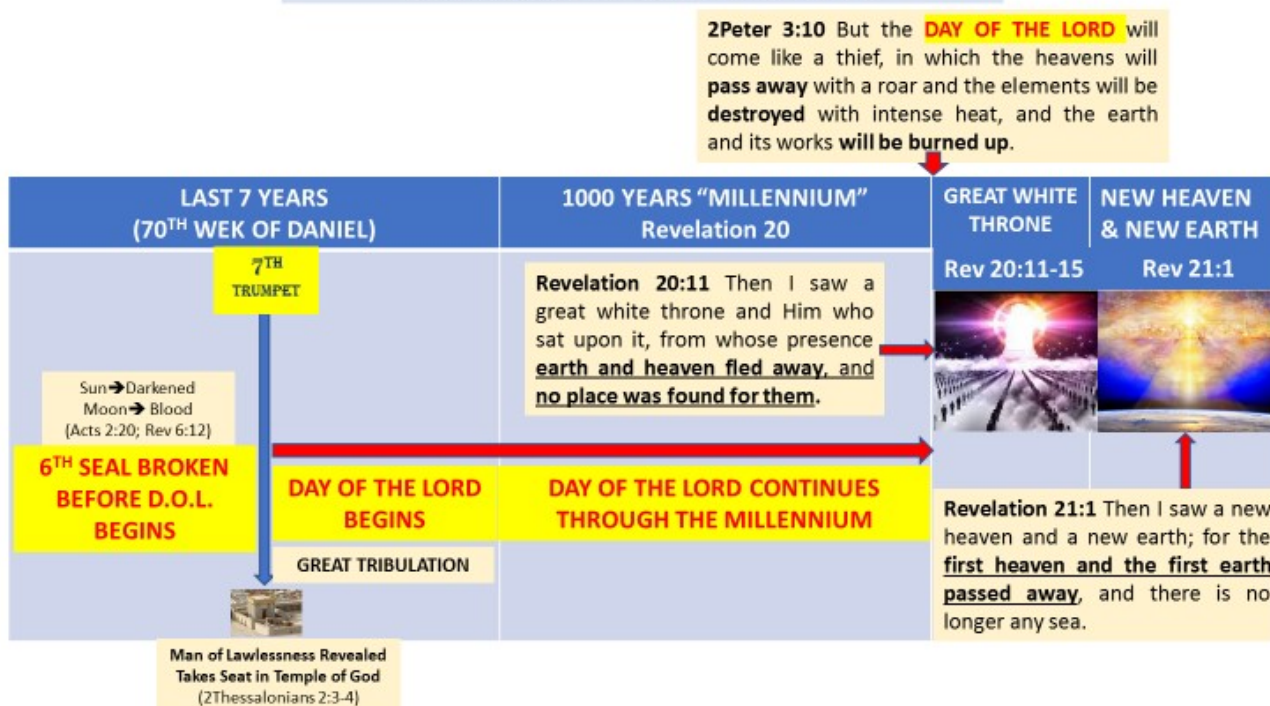 2Peter 3:10 But the DAY OF THE LORD will
come like a thief, in which the heavens will
pass away with a roar and the elements will be
destroyed with intense heat, and the earth
and its works will be burned up.
LAST 7 YEARS
(70TH WEK OF DANIEL)
1000 YEARS “MILLENNIUM”
Revelation 20
GREAT WHITE
THRONE
Rev 20:11-15
NEW HEAVEN
& NEW EARTH
Rev 21:1
7TH
TRUMPET
Revelation 20:11 Then I saw a
great white throne and Him who
sat upon it, from whose presence
earth and heaven fled away, and
no place was found for them.
Sun➔Darkened
Moon➔ Blood
(Acts 2:20; Rev 6:12)
6TH SEAL BROKEN
BEFORE D.O.L.
BEGINS
DAY OF THE LORD
BEGINS
DAY OF THE LORD CONTINUES
THROUGH THE MILLENNIUM
GREAT TRIBULATION
Revelation 21:1 Then I saw a new
heaven and a new earth; for the
first heaven and the first earth
passed away, and there is no
longer any sea.
Man of Lawlessness Revealed
Takes Seat in Temple of God
(2Thessalonians 2:3-4)